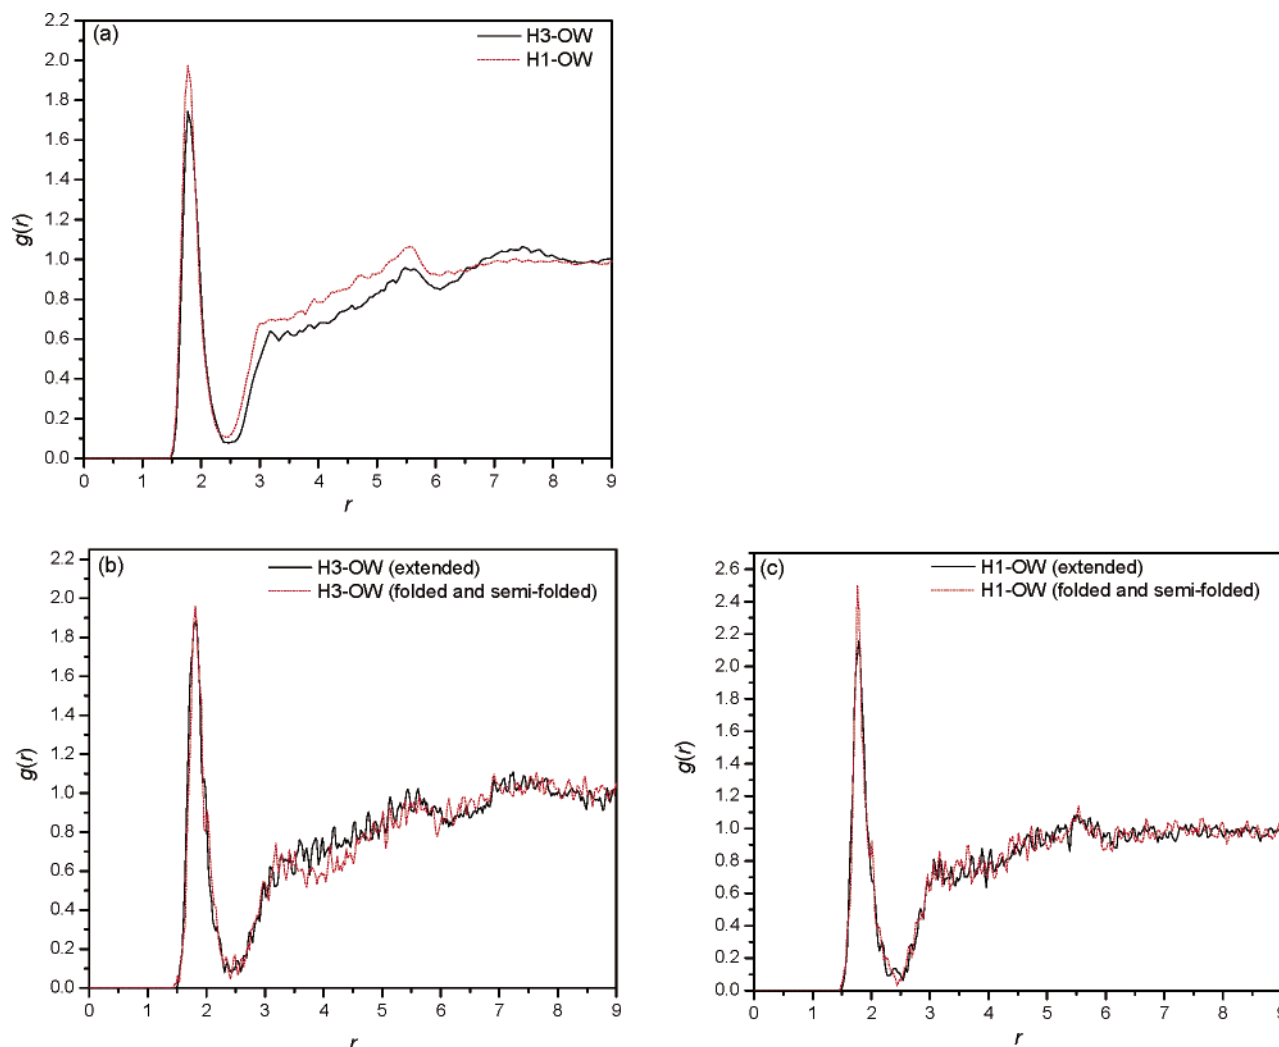 (a)
H3-OW
H1-OW
2.2
2.0
1.8
1.6
1.4
1.2
1.0
0.8
0.6
0.4
0.2
0.0
g(r)
0 1 2 3 4 5 6 7 8 9
r
(b)
H3-OW (extended)
H3-OW (folded and semi-folded)
2.2
2.0
1.8
1.6
1.4
1.2
1.0
0.8
0.6
0.4
0.2
0.0
g(r)
0 1 2 3 4 5 6 7 8 9
r
(c)
H1-OW (extended)
H1-OW (folded and semi-folded)
2.6
2.4
2.2
2.0
1.8
1.6
1.4
1.2
1.0
0.8
0.6
0.4
0.2
0.0
g(r)
0 1 2 3 4 5 6 7 8 9
r